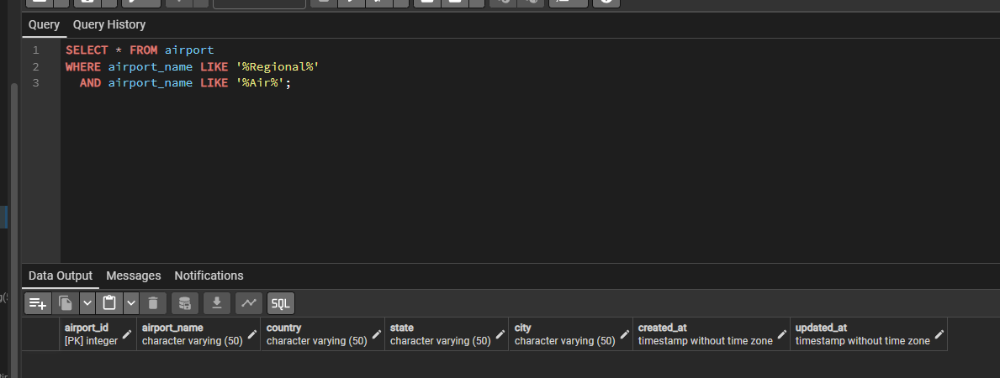 Query Query History
1 SELECT * FROM airport
2 WHERE airport_name LIKE '%Regional%'
3 AND airport_name LIKE '%Air%';
Data Output Messages Notifications
SQL
airport_id airport_name country state city created_at updated_at
[PK] integer character varying (50) character varying (50) character varying (50) character varying (50) timestamp without time zone timestamp without time zone